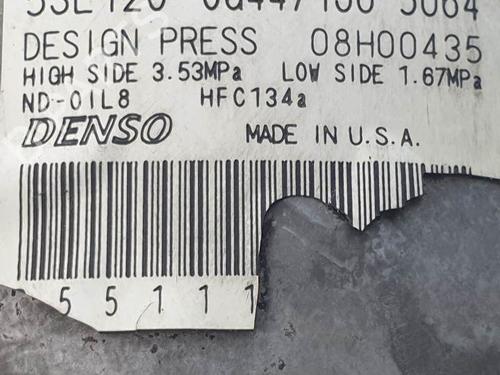 DESIGN PRESS 08H00435
HIGH SIDE 3.53MPa LOW SIDE 1.67MPa
ND-OIL8 HFC134a
DENSO MADE IN U.S.A.
55111